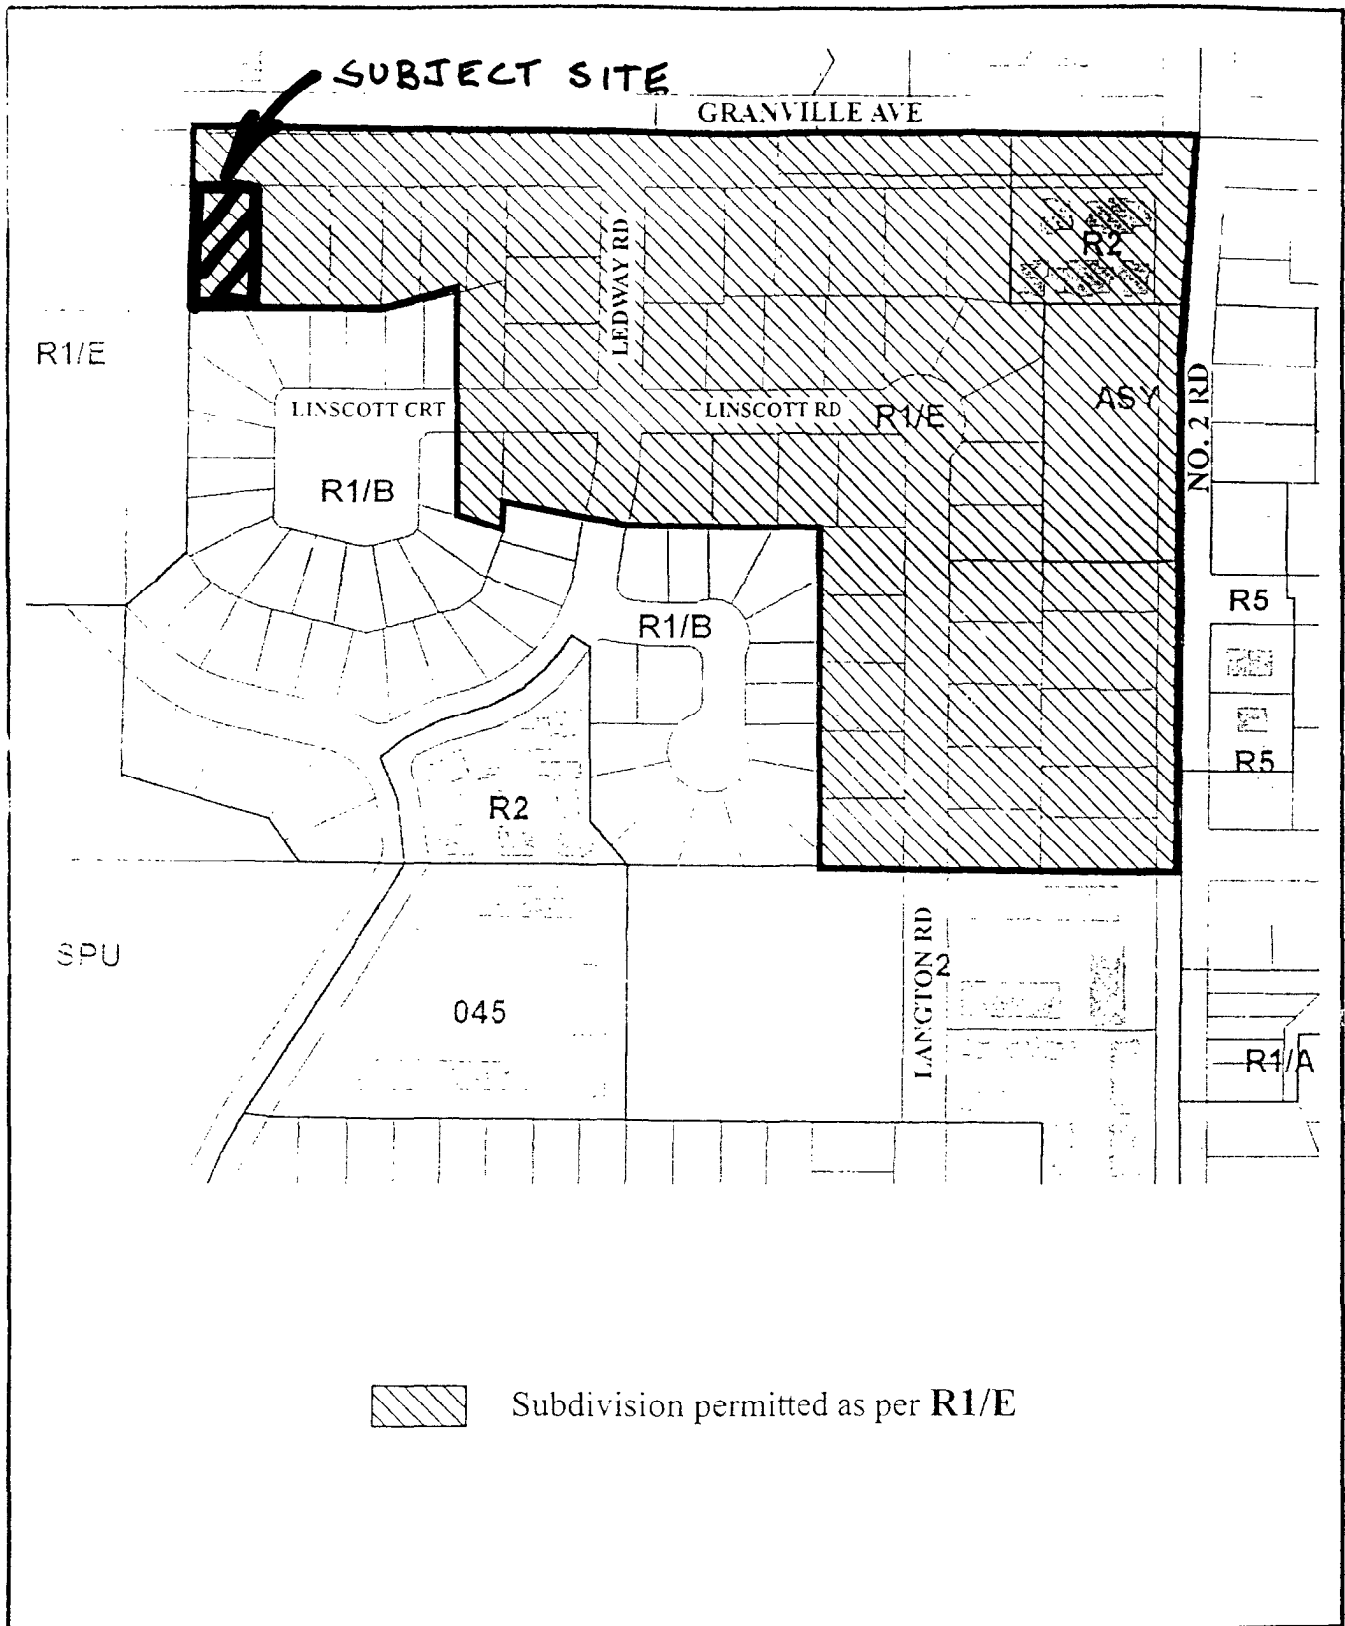 SUBJECT SITE
GRANVILLE AVE
LEDWAY RD
R2
R1/E
LINSCOTT CRT
LINSCOTT RD
R1/E
ASY
NO. 2 RD
R1/B
R1/B
R5
R5
R2
SPU
045
LANGTON RD
2
R1/A
Subdivision permitted as per R1/E